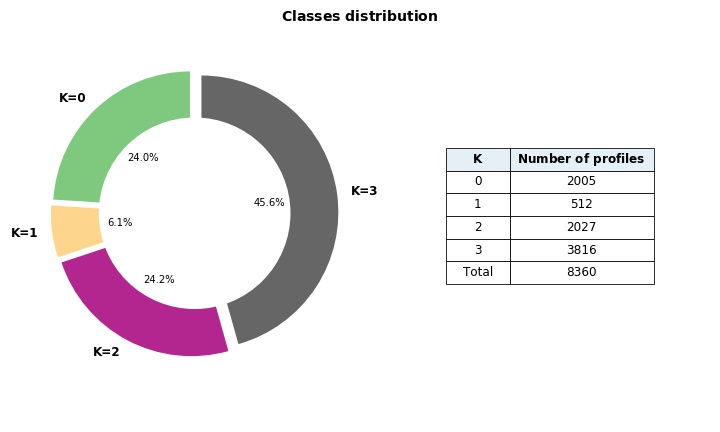 Classes distribution
K=0
24.0%
K=1
6.1%
K=2
24.2%
K=3
45.6%
K Number of profiles
0 2005
1 512
2 2027
3 3816
Total 8360